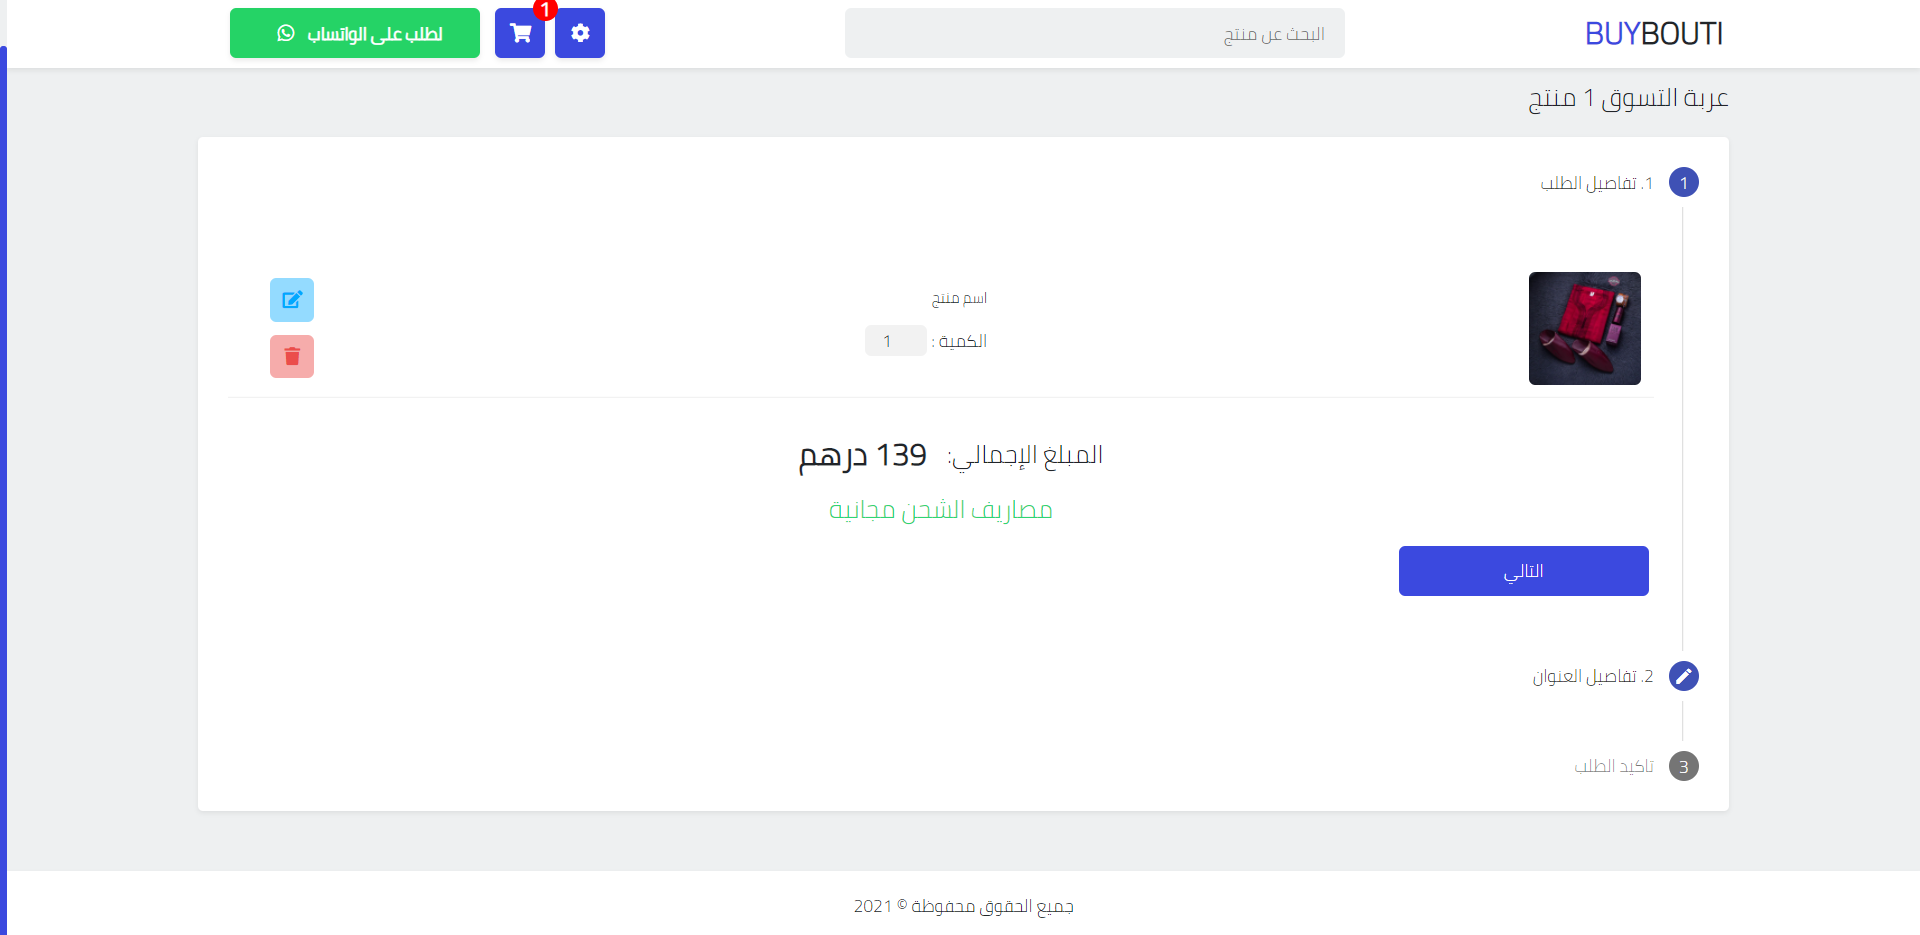 BUYBOUTI
البحث عن منتج
1
لطلب على الواتساب
عربة التسوق 1 منتج
1
1. تفاصيل الطلب
اسم منتج
الكمية : 1
المبلغ الإجمالي: 139 درهم
مصاريف الشحن مجانية
التالي
2. تفاصيل العنوان
3
تاكيد الطلب
جميع الحقوق محفوظة © 2021